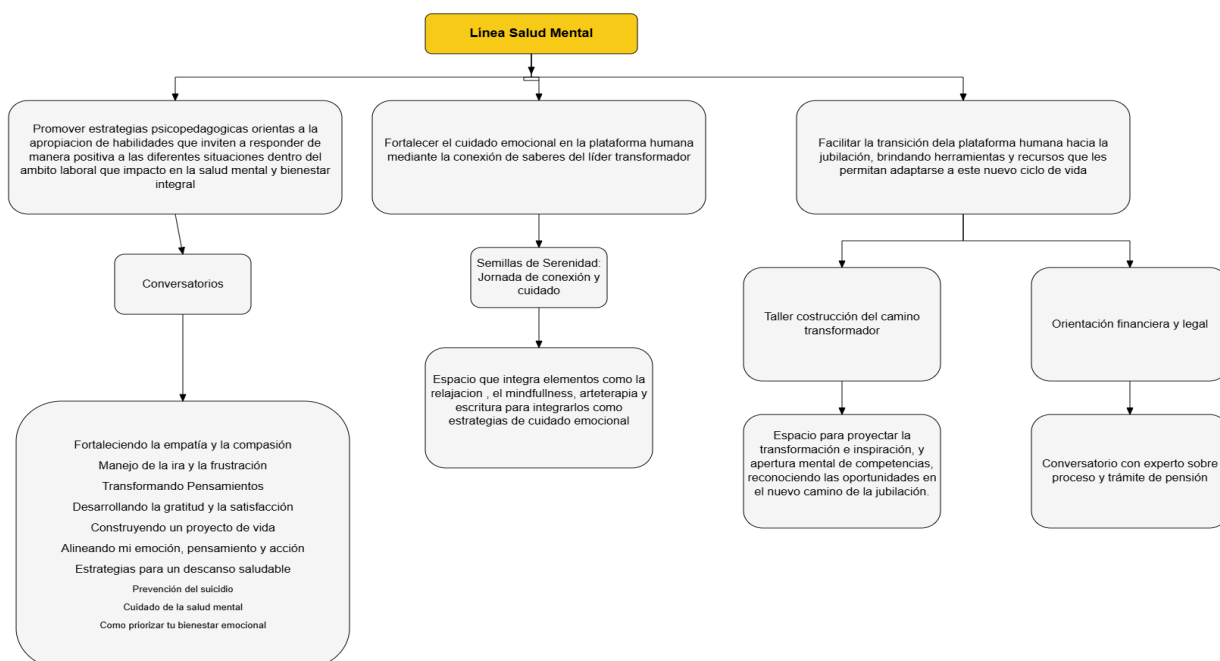 Línea Salud Mental
Promover estrategias psicopedagogicas orientas a la
apropiacion de habilidades que inviten a responder de
manera positiva a las diferentes situaciones dentro del
ambito laboral que impacto en la salud mental y bienestar
integral
Conversatorios
Fortaleciendo la empatía y la compasión
Manejo de la ira y la frustración
Transformando Pensamientos
Desarrollando la gratitud y la satisfacción
Construyendo un proyecto de vida
Alineando mi emoción, pensamiento y acción
Estrategias para un descanso saludable
Prevención del suicidio
Cuidado de la salud mental
Como priorizar tu bienestar emocional
Fortalecer el cuidado emocional en la plataforma humana
mediante la conexión de saberes del líder transformador
Semillas de Serenidad:
Jornada de conexión y
cuidado
Espacio que integra elementos como la
relajacion , el mindfullness, arteterapia y
escritura para integrarlos como
estrategias de cuidado emocional
Facilitar la transición dela plataforma humana hacia la
jubilación, brindando herramientas y recursos que les
permitan adaptarse a este nuevo ciclo de vida
Taller costrucción del camino
transformador
Espacio para proyectar la
transformación e inspiración, y
apertura mental de competencias,
reconociendo las oportunidades en
el nuevo camino de la jubilación.
Orientación financiera y legal
Conversatorio con experto sobre
proceso y trámite de pensión